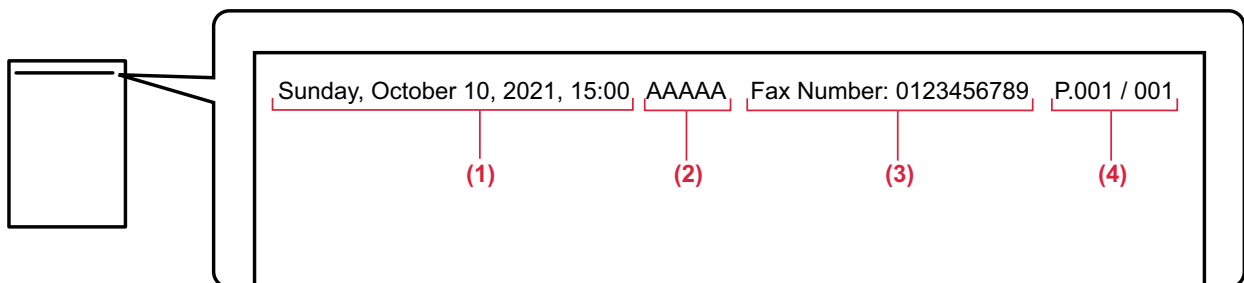 Sunday, October 10, 2021, 15:00 AAAAA Fax Number: 0123456789 P.001 / 001
(1) (2) (3) (4)